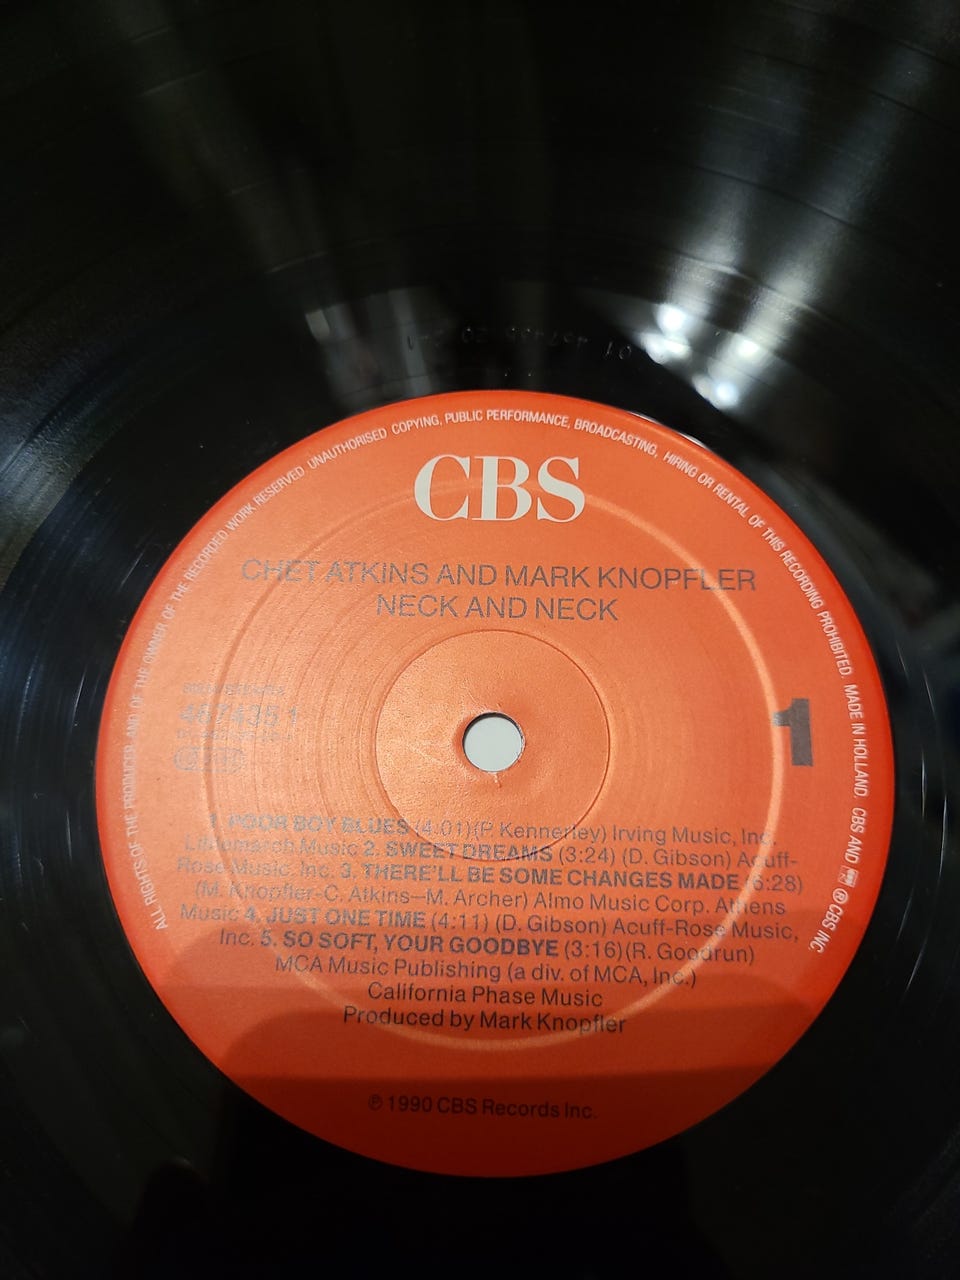 ALL RIGHTS OF THE PRODUCER AND OF THE OWNER OF THE RECORDED WORK RESERVED UNAUTHORISED COPYING, PUBLIC PERFORMANCE, BROADCASTING, HIRING OR RENTAL OF THIS RECORDING PROHIBITED. MADE IN HOLLAND. CBS AND ℗ CBS INC
CBS
CHET ATKINS AND MARK KNOPFLER
NECK AND NECK
467435 1
1
1. POOR BOY BLUES (4:01)(P. Kennerley) Irving Music, Inc.
Music 2. SWEET DREAMS (3:24) (D. Gibson) Acuff-
Rose Music. Inc. 3. THERE'LL BE SOME CHANGES MADE (6:28)
(M. Knopfler-C. Atkins—M. Archer) Almo Music Corp. Athens
Music 4. JUST ONE TIME (4:11) (D. Gibson) Acuff-Rose Music,
Inc. 5. SO SOFT, YOUR GOODBYE (3:16)(R. Goodrun)
MCA Music Publishing (a div. of MCA, Inc.)
California Phase Music
Produced by Mark Knopfler
℗ 1990 CBS Records Inc.